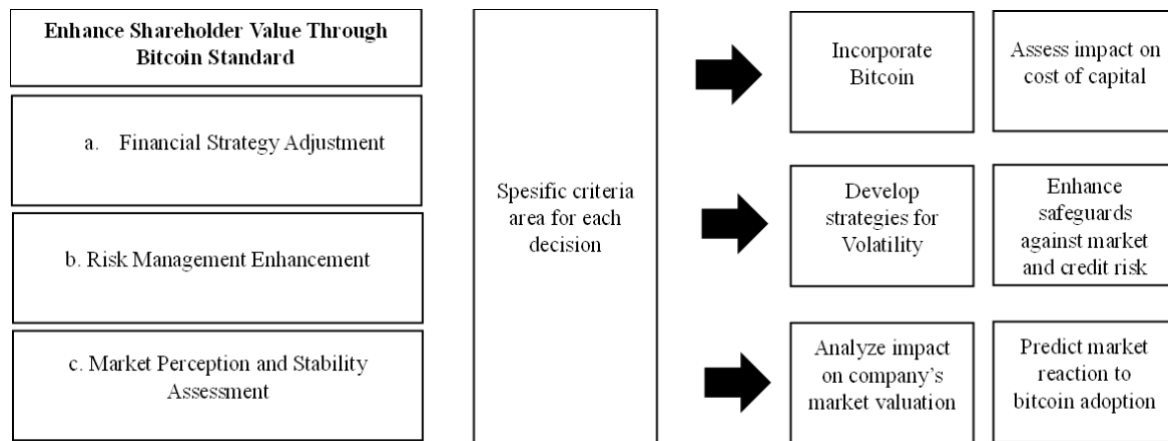 Enhance Shareholder Value Through
Bitcoin Standard
a. Financial Strategy Adjustment
b. Risk Management Enhancement
c. Market Perception and Stability
Assessment
Spesific criteria
area for each
decision
Incorporate
Bitcoin
Assess impact on
cost of capital
Develop
strategies for
Volatility
Enhance
safeguards
against market
and credit risk
Analyze impact
on company’s
market valuation
Predict market
reaction to
bitcoin adoption